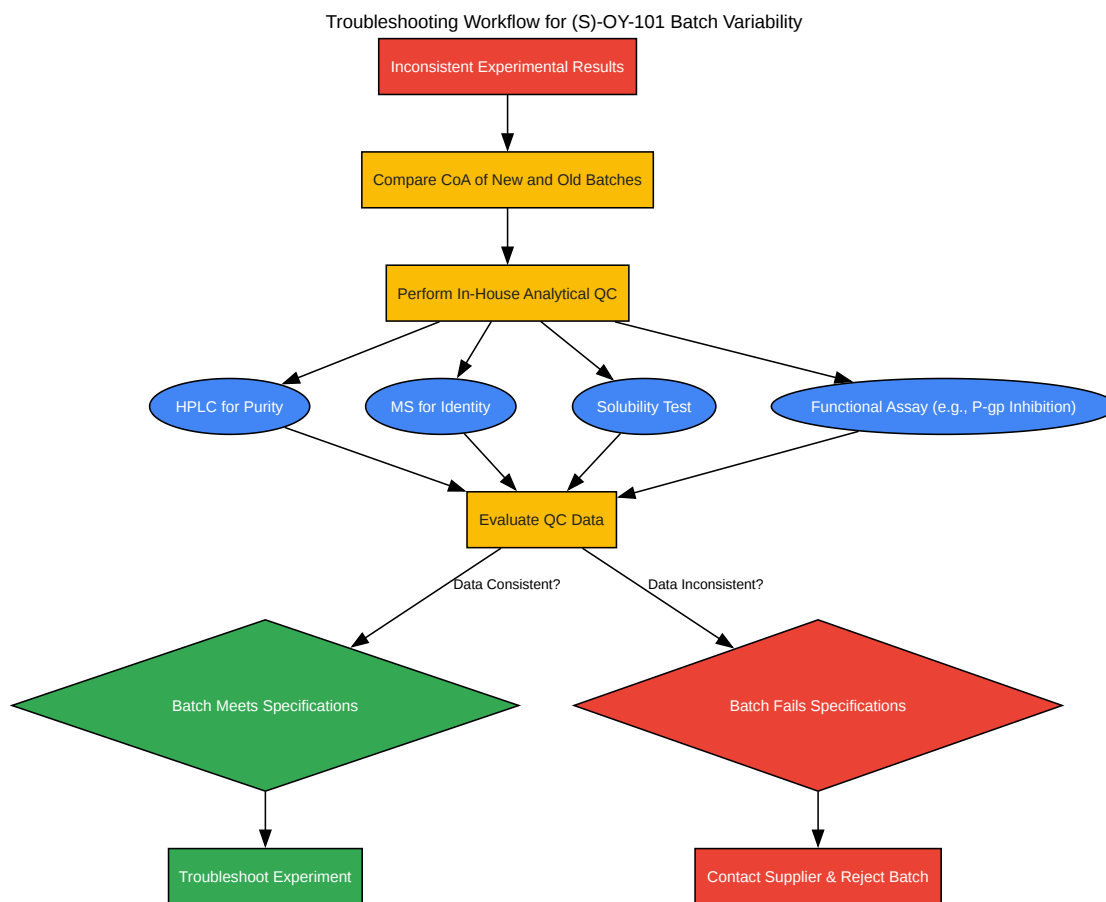 Troubleshooting Workflow for (S)-OY-101 Batch Variability
Inconsistent Experimental Results
Compare CoA of New and Old Batches
Perform In-House Analytical QC
HPLC for Purity
MS for Identity
Solubility Test
Functional Assay (e.g., P-gp Inhibition)
Evaluate QC Data
Data Consistent?
Data Inconsistent?
Batch Meets Specifications
Batch Fails Specifications
Troubleshoot Experiment
Contact Supplier & Reject Batch